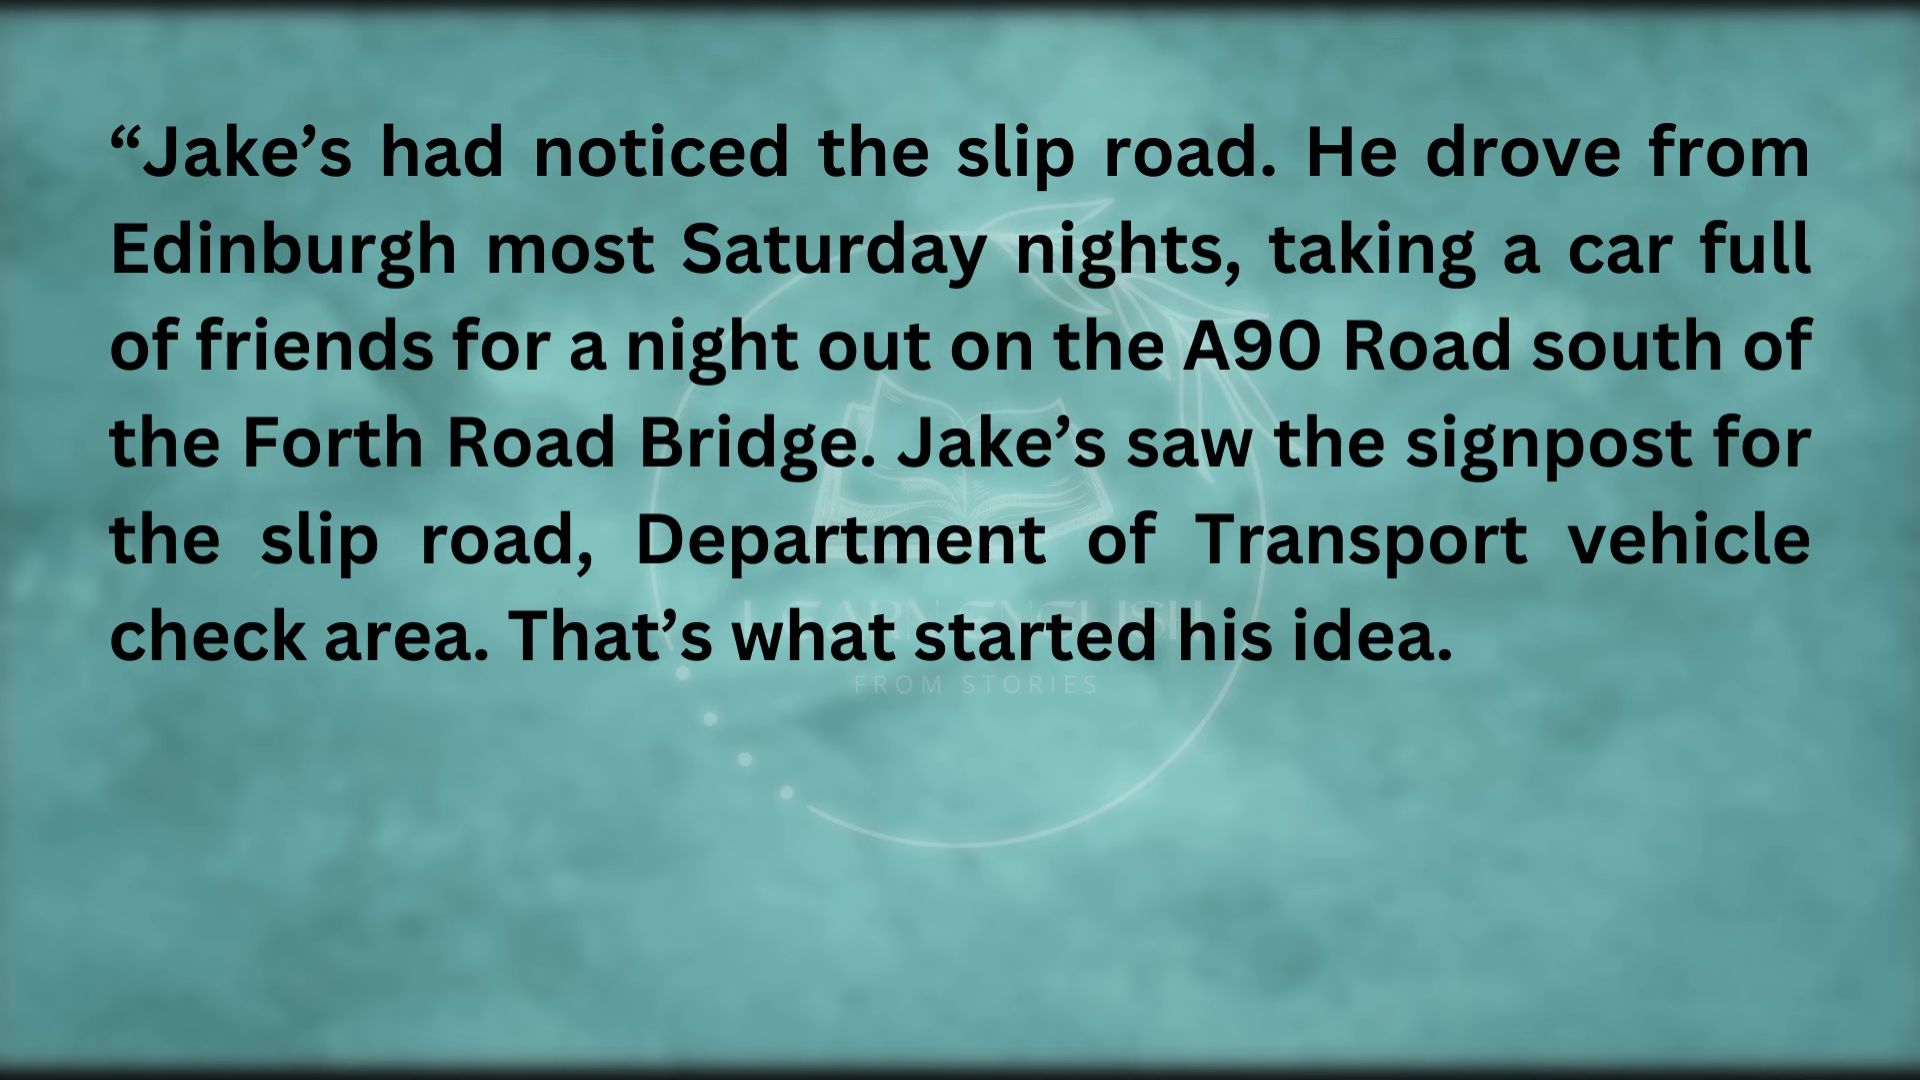 “Jake’s had noticed the slip road. He drove from
Edinburgh most Saturday nights, taking a car full
of friends for a night out on the A90 Road south of
the Forth Road Bridge. Jake’s saw the signpost for
the slip road, Department of Transport vehicle
check area. That’s what started his idea.
LEARN ENGLISH
FROM STORIES